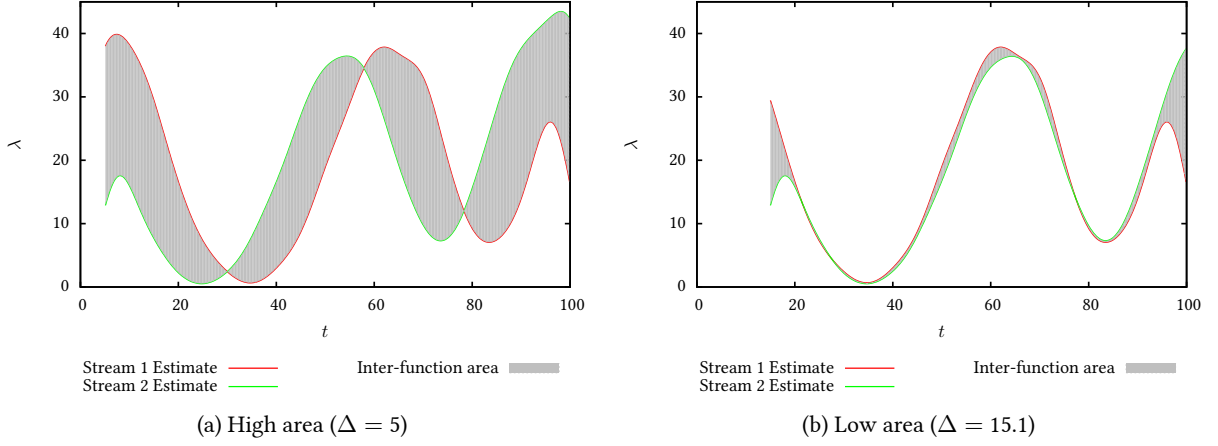 40
30
20
10
0
λ
0 20 40 60 80 100
t
Stream 1 Estimate
Stream 2 Estimate
Inter-function area
(a) High area (Δ = 5)
40
30
20
10
0
λ
0 20 40 60 80 100
t
Stream 1 Estimate
Stream 2 Estimate
Inter-function area
(b) Low area (Δ = 15.1)